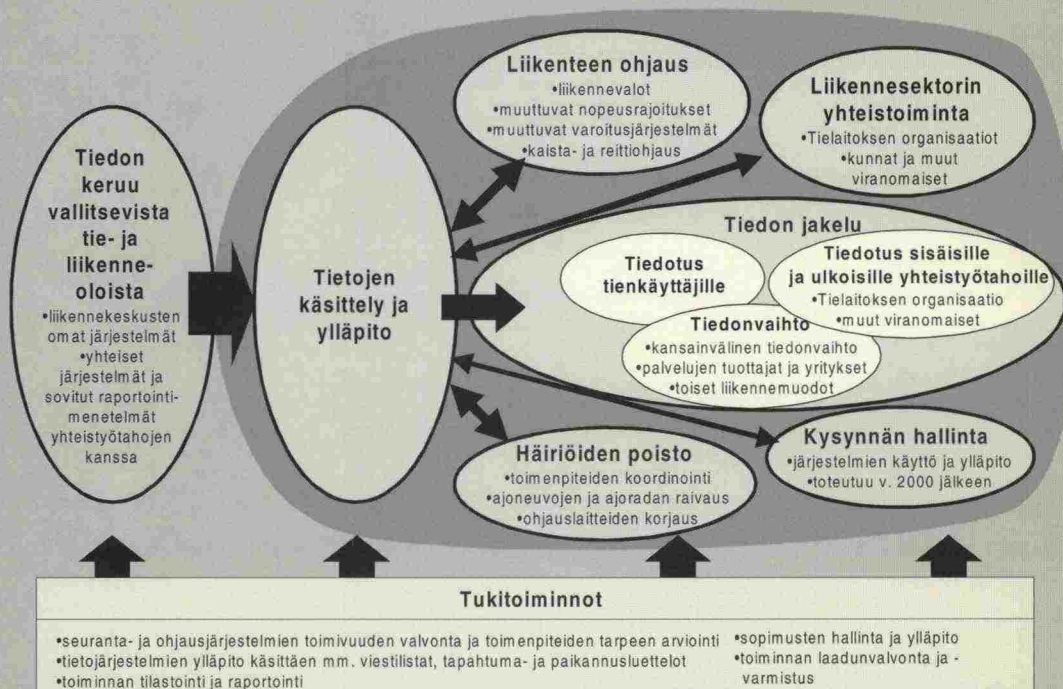 Tiedon
keruu
vallitsevista
tie- ja
liikenne-
oloista
•liikennekeskusten
omat järjestelmät
•yhteiset
järjestelmät ja
sovitut raportointi-
menetelmät
yhteistyötahojen
kanssa
Tietojen
käsittely ja
ylläpito
Liikenteen ohjaus
•liikennevalot
•muuttuvat nopeusrajoitukset
•muuttuvat varoitusjärjestelmät
•kaista- ja reittiohjaus
Liikennesektorin
yhteistoiminta
•Tielaitoksen organisaatiot
•kunnat ja muut
viranomaiset
Tiedon jakelu
Tiedotus
tienkäyttäjille
Tiedotus sisäisille
ja ulkoisille yhteistyötahoille
•Tielaitoksen organisaatio
•muut viranomaiset
Tiedonvaihto
•kansainvälinen tiedonvaihto
•palvelujen tuottajat ja yritykset
•toiset liikennemuodot
Häiriöiden poisto
•toimenpiteiden koordinointi
•ajoneuvojen ja ajoradan raivaus
•ohjauslaitteiden korjaus
Kysynnän hallinta
•järjestelmien käyttö ja ylläpito
•toteutuu v. 2000 jälkeen
Tukitoiminnot
•seuranta- ja ohjausjärjestelmien toimivuuden valvonta ja toimenpiteiden tarpeen arviointi
•tietojärjestelmien ylläpito käsittäen mm. viestilistat, tapahtuma- ja paikannusluettelot
•toiminnan tilastointi ja raportointi
•sopimusten hallinta ja ylläpito
•toiminnan laadunvalvonta ja -
varmistus